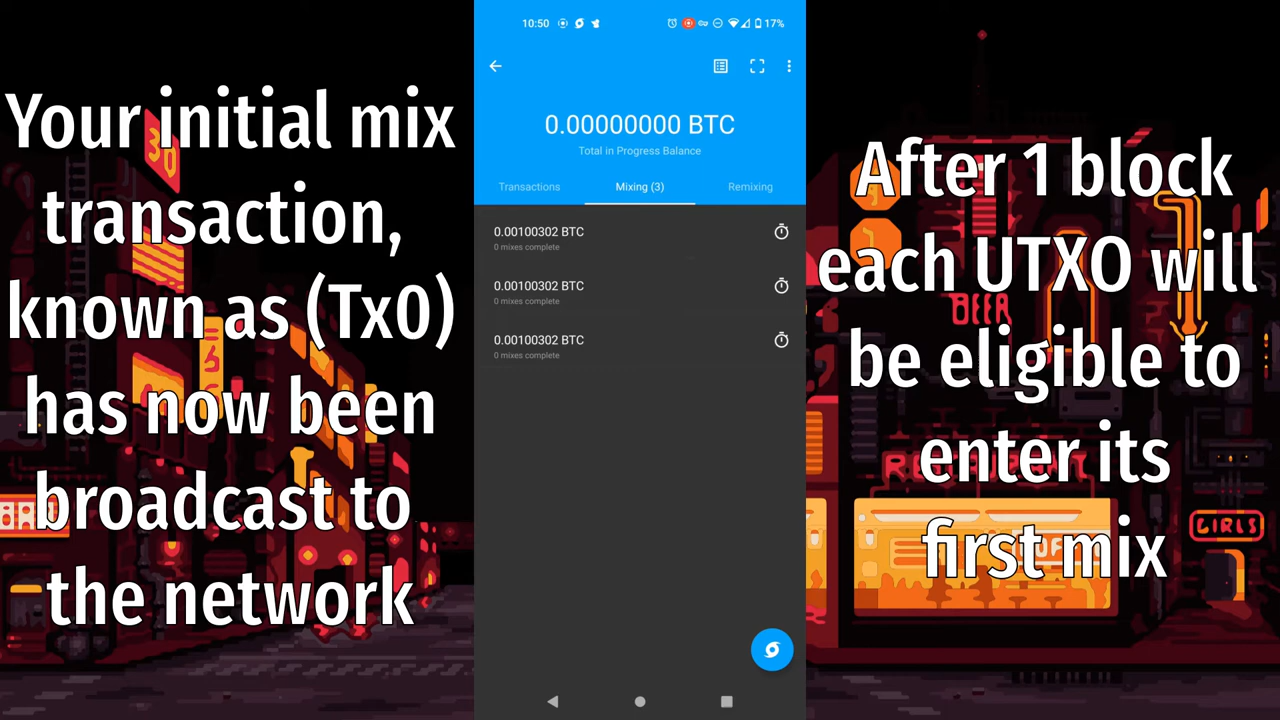 Your initial mix
transaction,
known as (Tx0)
has now been
broadcast to
the network
10:50
17%
0.00000000 BTC
Total in Progress Balance
Transactions
Mixing (3)
Remixing
0.00100302 BTC
0 mixes complete
0.00100302 BTC
0 mixes complete
0.00100302 BTC
0 mixes complete
After 1 block
each UTXO will
be eligible to
enter its
first mix
BEER
GIRLS